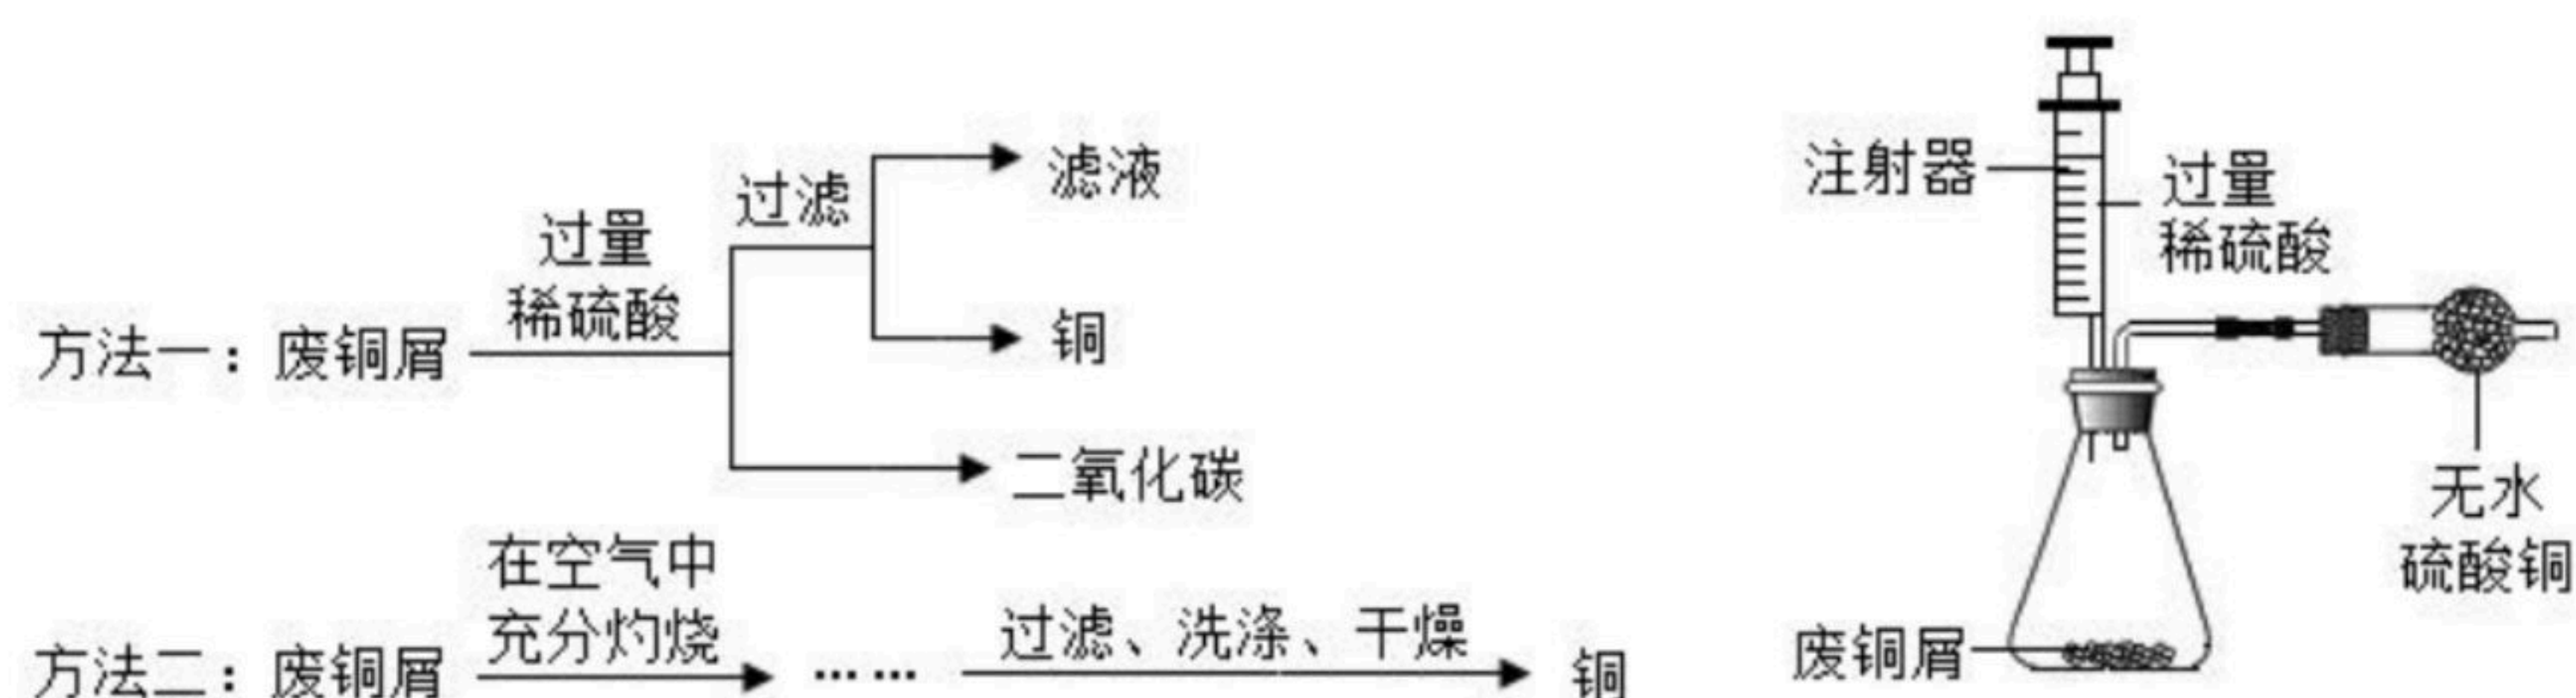 方法一：废铜屑
过量
稀硫酸
过滤
滤液
铜
二氧化碳
方法二：废铜屑
在空气中
充分灼烧
……
过滤、洗涤、干燥
铜
注射器
过量
稀硫酸
无水
硫酸铜
废铜屑